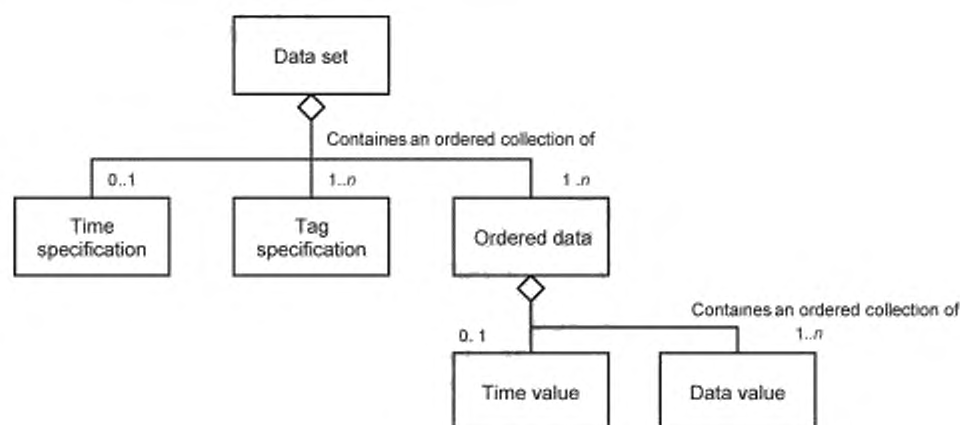 Data set
Containes an ordered collection of
0..1
1..n
1..n
Time
specification
Tag
specification
Ordered data
Containes an ordered collection of
0. 1
1..n
Time value
Data value